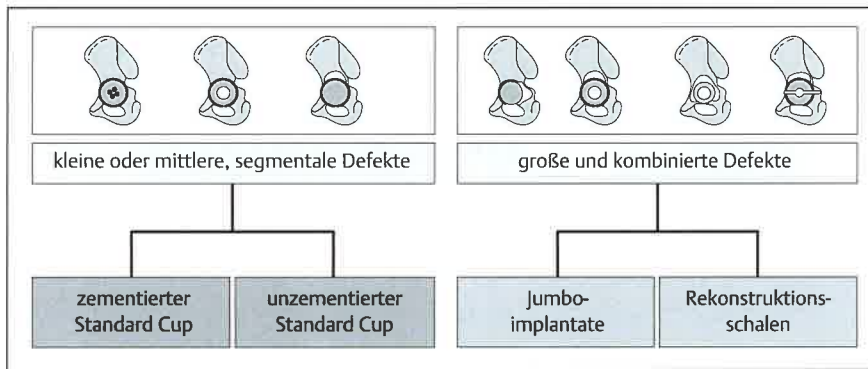 kleine oder mittlere, segmentale Defekte
große und kombinierte Defekte
zementierter
Standard Cup
unzementierter
Standard Cup
Jumbo-
implantate
Rekonstruktions-
schalen